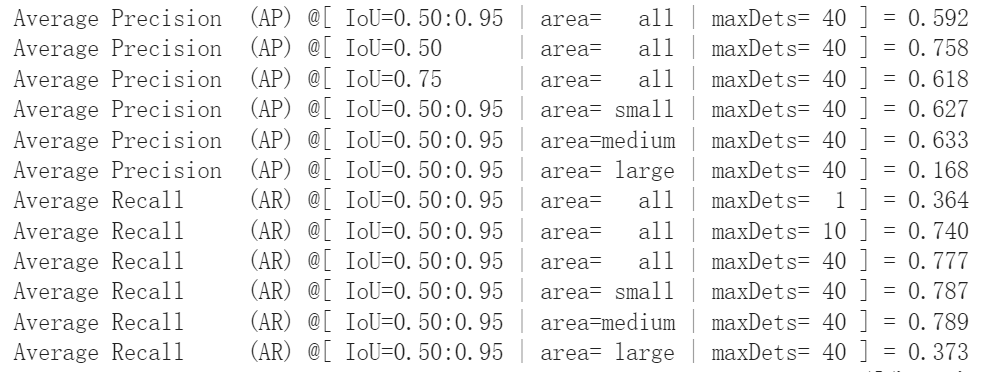 Average Precision (AP) @[ IoU=0.50:0.95 | area= all | maxDets= 40 ] = 0.592
Average Precision (AP) @[ IoU=0.50 | area= all | maxDets= 40 ] = 0.758
Average Precision (AP) @[ IoU=0.75 | area= all | maxDets= 40 ] = 0.618
Average Precision (AP) @[ IoU=0.50:0.95 | area= small | maxDets= 40 ] = 0.627
Average Precision (AP) @[ IoU=0.50:0.95 | area=medium | maxDets= 40 ] = 0.633
Average Precision (AP) @[ IoU=0.50:0.95 | area= large | maxDets= 40 ] = 0.168
Average Recall (AR) @[ IoU=0.50:0.95 | area= all | maxDets= 1 ] = 0.364
Average Recall (AR) @[ IoU=0.50:0.95 | area= all | maxDets= 10 ] = 0.740
Average Recall (AR) @[ IoU=0.50:0.95 | area= all | maxDets= 40 ] = 0.777
Average Recall (AR) @[ IoU=0.50:0.95 | area= small | maxDets= 40 ] = 0.787
Average Recall (AR) @[ IoU=0.50:0.95 | area=medium | maxDets= 40 ] = 0.789
Average Recall (AR) @[ IoU=0.50:0.95 | area= large | maxDets= 40 ] = 0.373